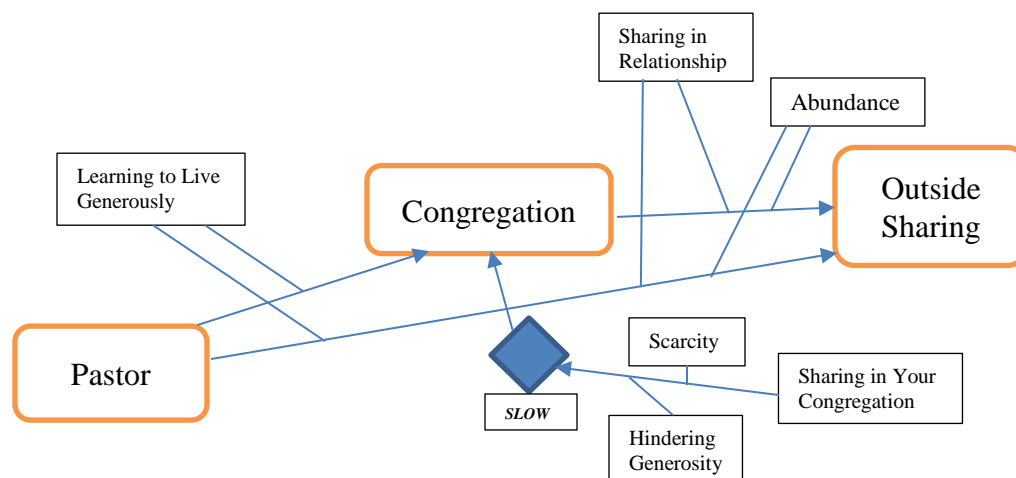 Sharing in
Relationship
Abundance
Learning to Live
Generously
Congregation
Outside
Sharing
Pastor
Scarcity
Sharing in Your
Congregation
SLOW
Hindering
Generosity